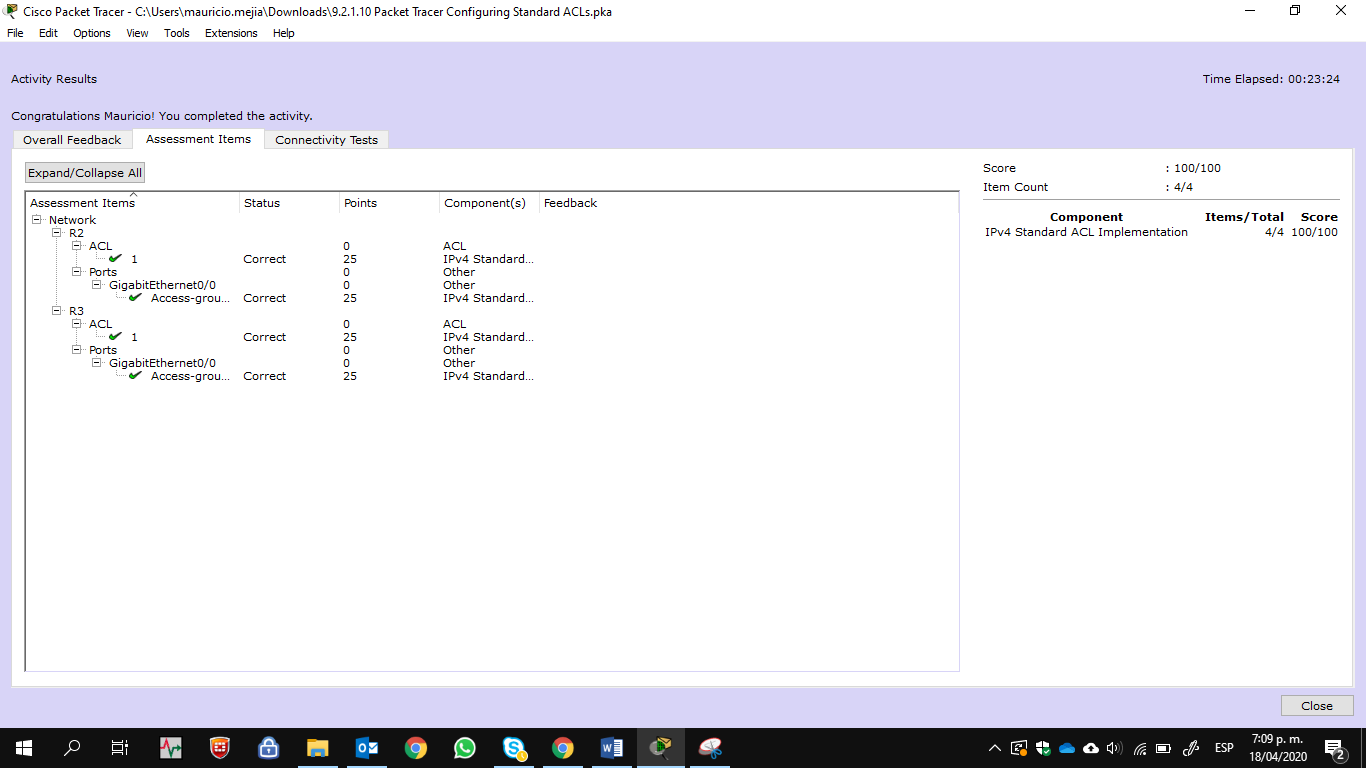 Cisco Packet Tracer - C:\Users\mauricio.mejia\Downloads\9.2.1.10 Packet Tracer Configuring Standard ACLs.pka
File Edit Options View Tools Extensions Help
Activity Results Time Elapsed: 00:23:24
Congratulations Mauricio! You completed the activity.
Overall Feedback Assessment Items Connectivity Tests
Expand/Collapse All
Assessment Items Status Points Component(s) Feedback
Network
R2
ACL 0 ACL
1 Correct 25 IPv4 Standard...
Ports 0 Other
GigabitEthernet0/0 0 Other
Access-grou... Correct 25 IPv4 Standard...
R3
ACL 0 ACL
1 Correct 25 IPv4 Standard...
Ports 0 Other
GigabitEthernet0/0 0 Other
Access-grou... Correct 25 IPv4 Standard...
Score : 100/100
Item Count : 4/4
Component Items/Total Score
IPv4 Standard ACL Implementation 4/4 100/100
Close
ESP
7:09 p. m.
18/04/2020
2